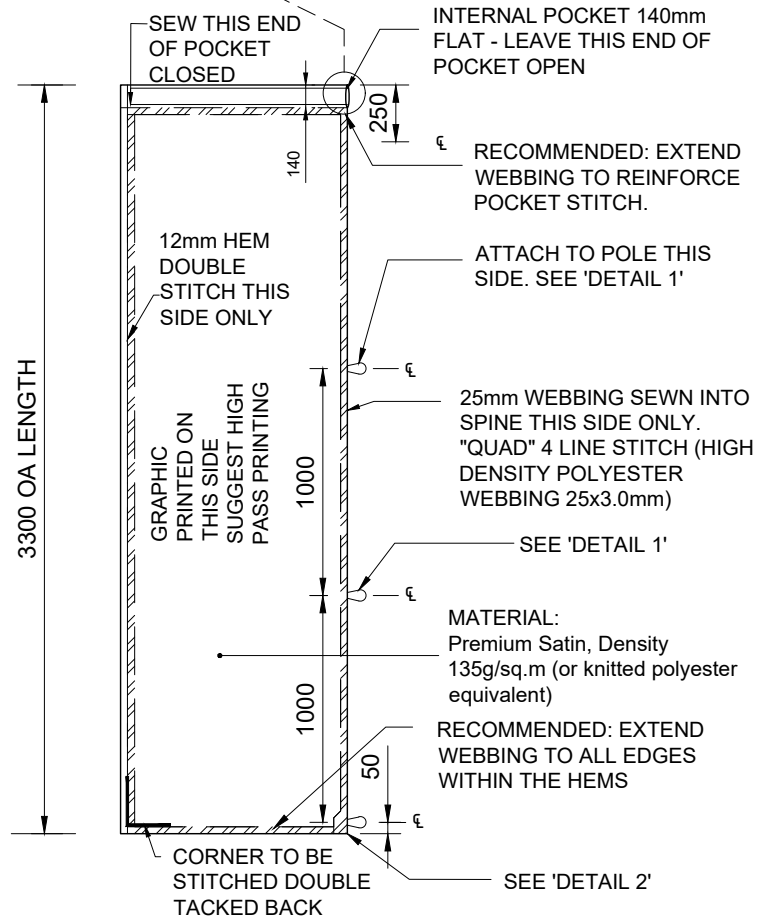 SEW THIS END
OF POCKET
CLOSED
INTERNAL POCKET 140mm
FLAT - LEAVE THIS END OF
POCKET OPEN
250
℄
140
RECOMMENDED: EXTEND
WEBBING TO REINFORCE
POCKET STITCH.
12mm HEM
DOUBLE
STITCH THIS
SIDE ONLY
ATTACH TO POLE THIS
SIDE. SEE 'DETAIL 1'
℄
3300 OA LENGTH
GRAPHIC
PRINTED ON
THIS SIDE
SUGGEST HIGH
PASS PRINTING
1000
25mm WEBBING SEWN INTO
SPINE THIS SIDE ONLY.
"QUAD" 4 LINE STITCH (HIGH
DENSITY POLYESTER
WEBBING 25x3.0mm)
SEE 'DETAIL 1'
℄
MATERIAL:
Premium Satin, Density
135g/sq.m (or knitted polyester
equivalent)
1000
RECOMMENDED: EXTEND
WEBBING TO ALL EDGES
WITHIN THE HEMS
50
℄
CORNER TO BE
STITCHED DOUBLE
TACKED BACK
SEE 'DETAIL 2'